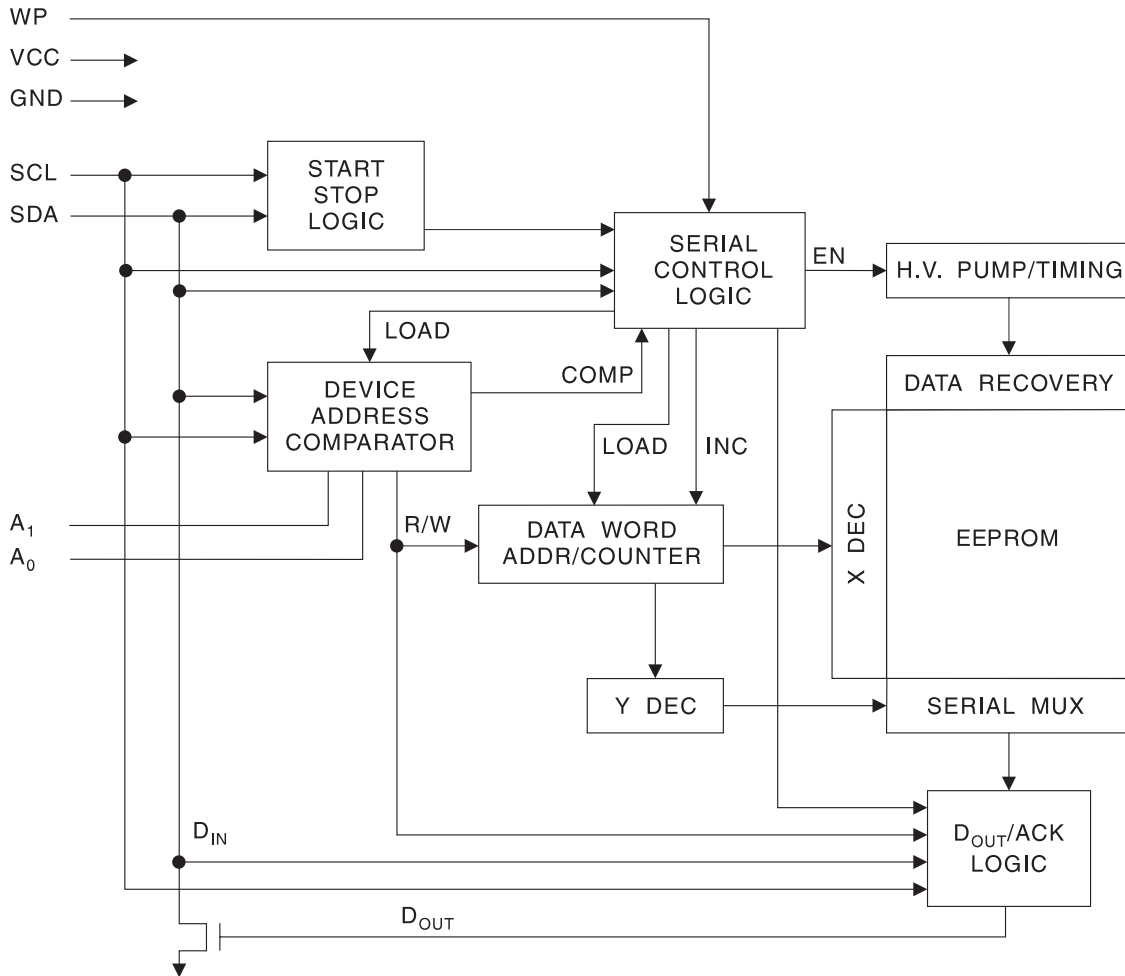 WP
VCC
GND
SCL
SDA
START
STOP
LOGIC
SERIAL
CONTROL
LOGIC
EN
H.V. PUMP/TIMING
LOAD
COMP
DEVICE
ADDRESS
COMPARATOR
DATA RECOVERY
LOAD
INC
A1
A0
R/W
DATA WORD
ADDR/COUNTER
X DEC
EEPROM
Y DEC
SERIAL MUX
DIN
DOUT/ACK
LOGIC
DOUT